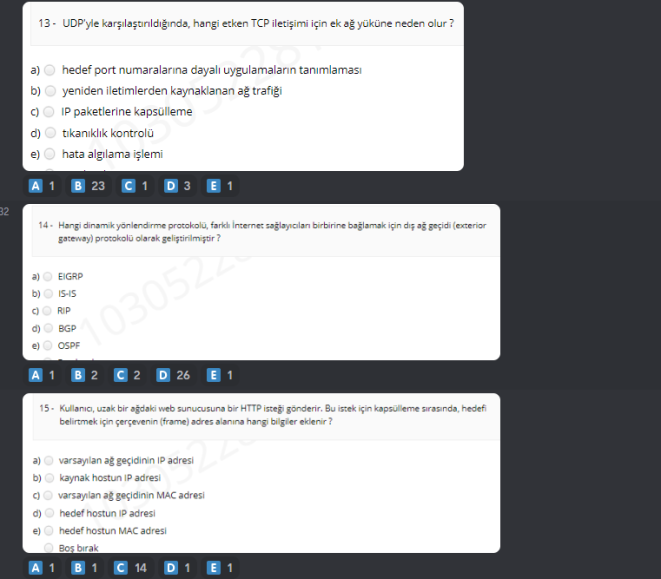 13 - UDP'yle karşılaştırıldığında, hangi etken TCP iletişimi için ek ağ yüküne neden olur ?
a) hedef port numaralarına dayalı uygulamaların tanımlaması
b) yeniden iletimlerden kaynaklanan ağ trafiği
c) IP paketlerine kapsülleme
d) tıkanıklık kontrolü
e) hata algılama işlemi
A 1 B 23 C 1 D 3 E 1
32
14 - Hangi dinamik yönlendirme protokolü, farklı İnternet sağlayıcıları birbirine bağlamak için dış ağ geçidi (exterior
gateway) protokolü olarak geliştirilmiştir ?
a) EIGRP
b) IS-IS
c) RIP
d) BGP
e) OSPF
A 1 B 2 C 2 D 26 E 1
15 - Kullanıcı, uzak bir ağdaki web sunucusuna bir HTTP isteği gönderir. Bu istek için kapsülleme sırasında, hedefi
belirtmek için çerçevenin (frame) adres alanına hangi bilgiler eklenir ?
a) varsayılan ağ geçidinin IP adresi
b) kaynak hostun IP adresi
c) varsayılan ağ geçidinin MAC adresi
d) hedef hostun IP adresi
e) hedef hostun MAC adresi
Boş bırak
A 1 B 1 C 14 D 1 E 1